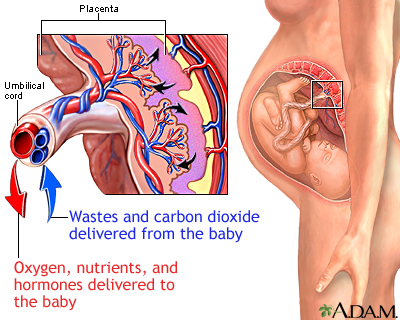 Placenta
Umbilical
cord
Wastes and carbon dioxide
delivered from the baby
Oxygen, nutrients, and
hormones delivered to
the baby
ADAM.